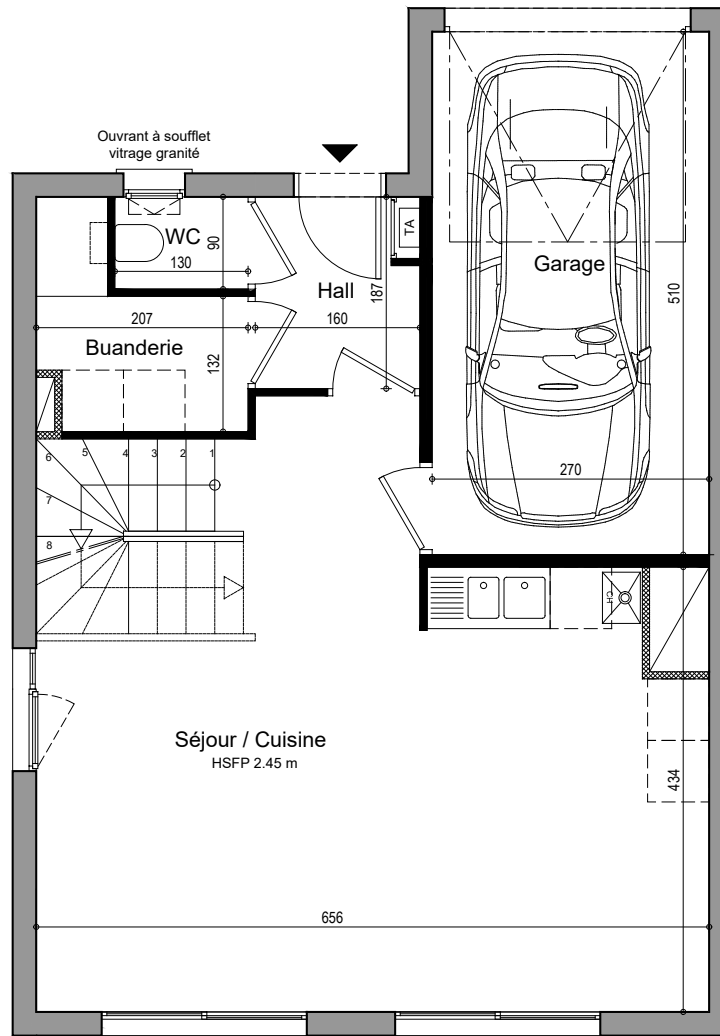 Ouvrant à soufflet
vitrage granité
WC
90
130
TA
Hall
187
160
Garage
510
207
Buanderie
132
6
5
4
3
2
1
7
8
270
CH
Séjour / Cuisine
HSFP 2.45 m
434
656